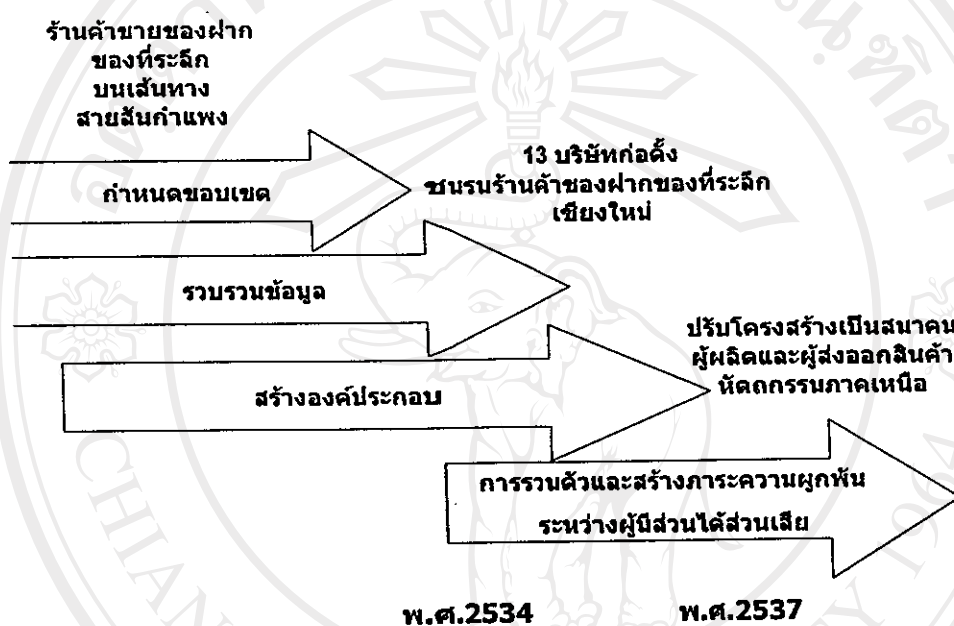 ร้านค้าขายของฝาก
ของที่ระลึก
บนเส้นทาง
สายสันกำแพง
กำหนดขอบเขต
13 บริษัทก่อตั้ง
ชมรมร้านค้าของฝากของที่ระลึก
เชียงใหม่
รวบรวมข้อมูล
ปรับโครงสร้างเป็นสมาคม
ผู้ผลิตและผู้ส่งออกสินค้า
หัตถกรรมภาคเหนือ
สร้างองค์ประกอบ
การรวมตัวและสร้างภาระความผูกพัน
ระหว่างผู้มีส่วนได้ส่วนเสีย
พ.ศ.2534 พ.ศ.2537